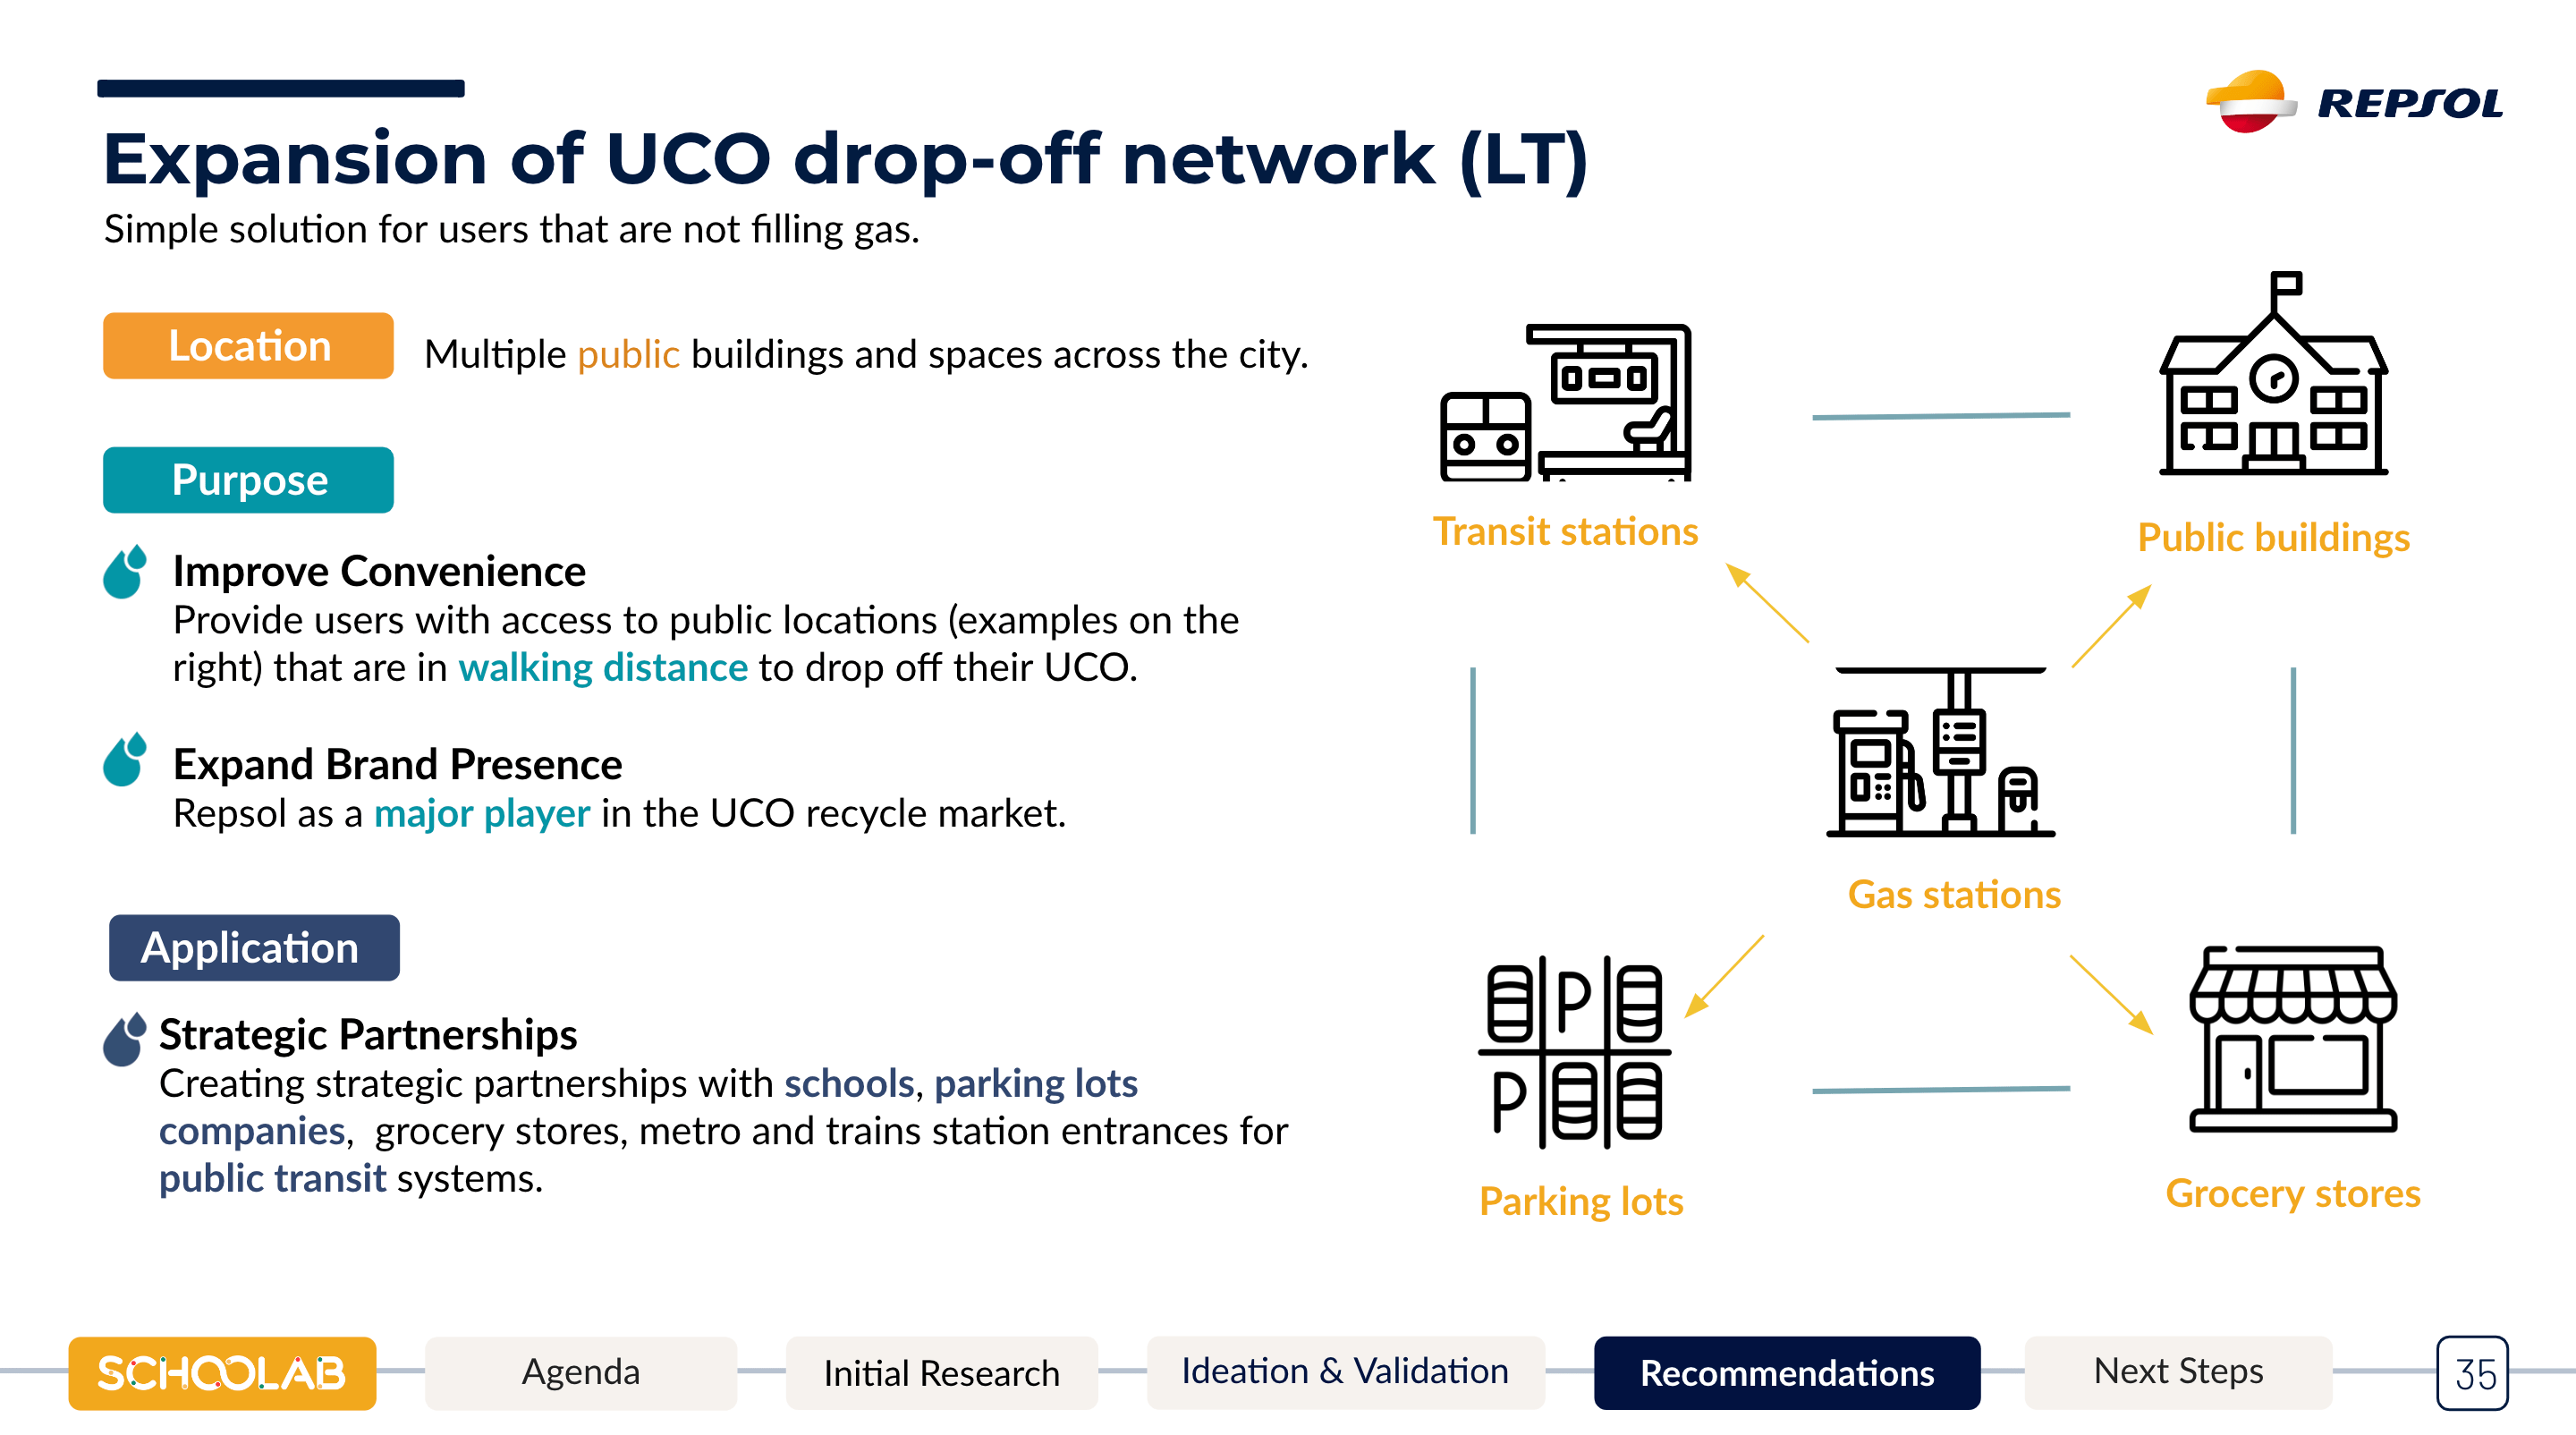 REPSOL
Expansion of UCO drop-off network (LT)
Simple solution for users that are not filling gas.
Location
Multiple public buildings and spaces across the city.
Purpose
Improve Convenience
Provide users with access to public locations (examples on the
right) that are in walking distance to drop off their UCO.
Expand Brand Presence
Repsol as a major player in the UCO recycle market.
Application
Strategic Partnerships
Creating strategic partnerships with schools, parking lots
companies,  grocery stores, metro and trains station entrances for
public transit systems.
Transit stations
Public buildings
Gas stations
P
P
Parking lots
Grocery stores
SCHOOLAB
Agenda
Initial Research
Ideation & Validation
Recommendations
Next Steps
35